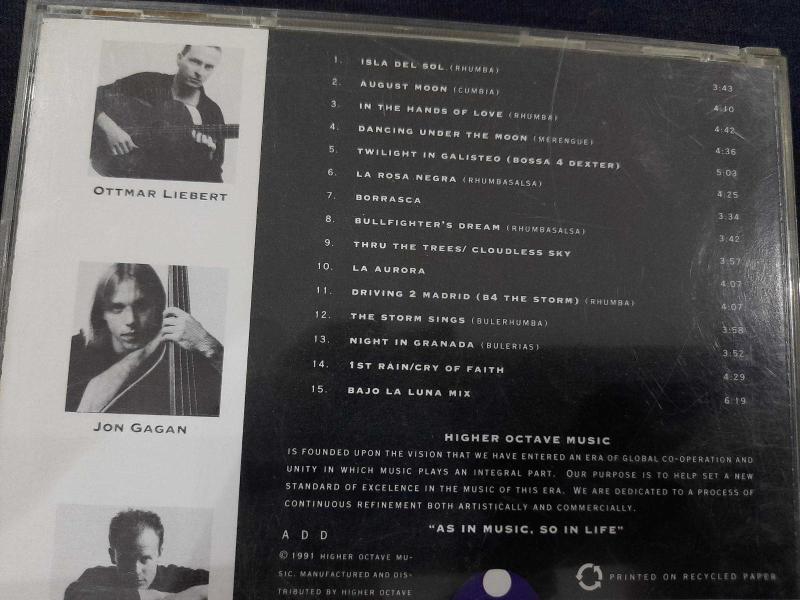 OTTMAR LIEBERT
JON GAGAN
1. ISLA DEL SOL (RHUMBA) 3:43
2. AUGUST MOON (CUMBIA) 4:10
3. IN THE HANDS OF LOVE (RHUMBA) 4:42
4. DANCING UNDER THE MOON (MERENGUE) 4:36
5. TWILIGHT IN GALISTEO (BOSSA 4 DEXTER) 5:03
6. LA ROSA NEGRA (RHUMBASALSA) 4:25
7. BORRASCA 3:34
8. BULLFIGHTER'S DREAM (RHUMBASALSA) 3:42
9. THRU THE TREES/ CLOUDLESS SKY 3:57
10. LA AURORA 4:07
11. DRIVING 2 MADRID (B4 THE STORM) (RHUMBA) 4:07
12. THE STORM SINGS (BULERHUMBA) 3:58
13. NIGHT IN GRANADA (BULERIAS) 3:52
14. 1ST RAIN/CRY OF FAITH 4:29
15. BAJO LA LUNA MIX 6:19
HIGHER OCTAVE MUSIC
IS FOUNDED UPON THE VISION THAT WE HAVE ENTERED AN ERA OF GLOBAL CO-OPERATION AND
UNITY IN WHICH MUSIC PLAYS AN INTEGRAL PART. OUR PURPOSE IS TO HELP SET A NEW
STANDARD OF EXCELENCE IN THE MUSIC OF THIS ERA. WE ARE DEDICATED TO A PROCESS OF
CONTINUOUS REFINEMENT BOTH ARTISTICALLY AND COMMERCIALLY.
"AS IN MUSIC, SO IN LIFE"
A D D
© 1991 HIGHER OCTAVE MU-
SIC. MANUFACTURED AND DIS-
TRIBUTED BY HIGHER OCTAVE
PRINTED ON RECYCLED PAPER